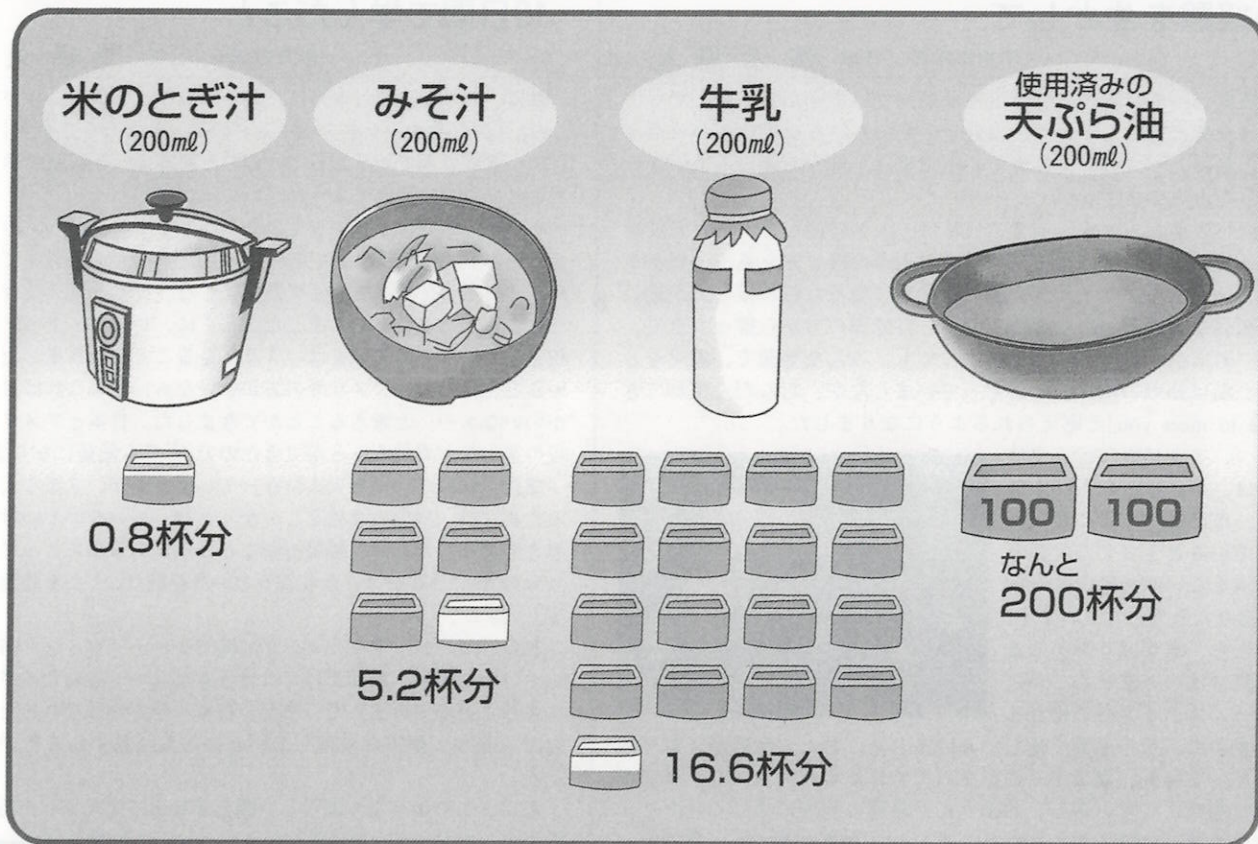 米のとぎ汁
(200㎖)
0.8杯分
みそ汁
(200㎖)
5.2杯分
牛乳
(200㎖)
16.6杯分
使用済みの
天ぷら油
(200㎖)
100 100
なんと
200杯分